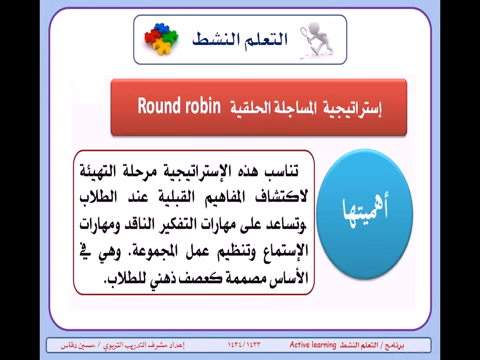 التعلم النشط
إستراتيجية المساجلة الحلقية Round robin
أهميتها
تناسب هذه الإستراتيجية مرحلة التهيئة
لاكتشاف المفاهيم القبلية عند الطلاب
وتساعد على مهارات التفكير الناقد ومهارات
الإستماع وتنظيم عمل المجموعة. وهي في
الأساس مصممة كعصف ذهني للطلاب.
برنامج / التعلم النشط Active learning
١٤٣٤/١٤٣٣
إعداد مشرف التدريب التربوي / حسين دقاس